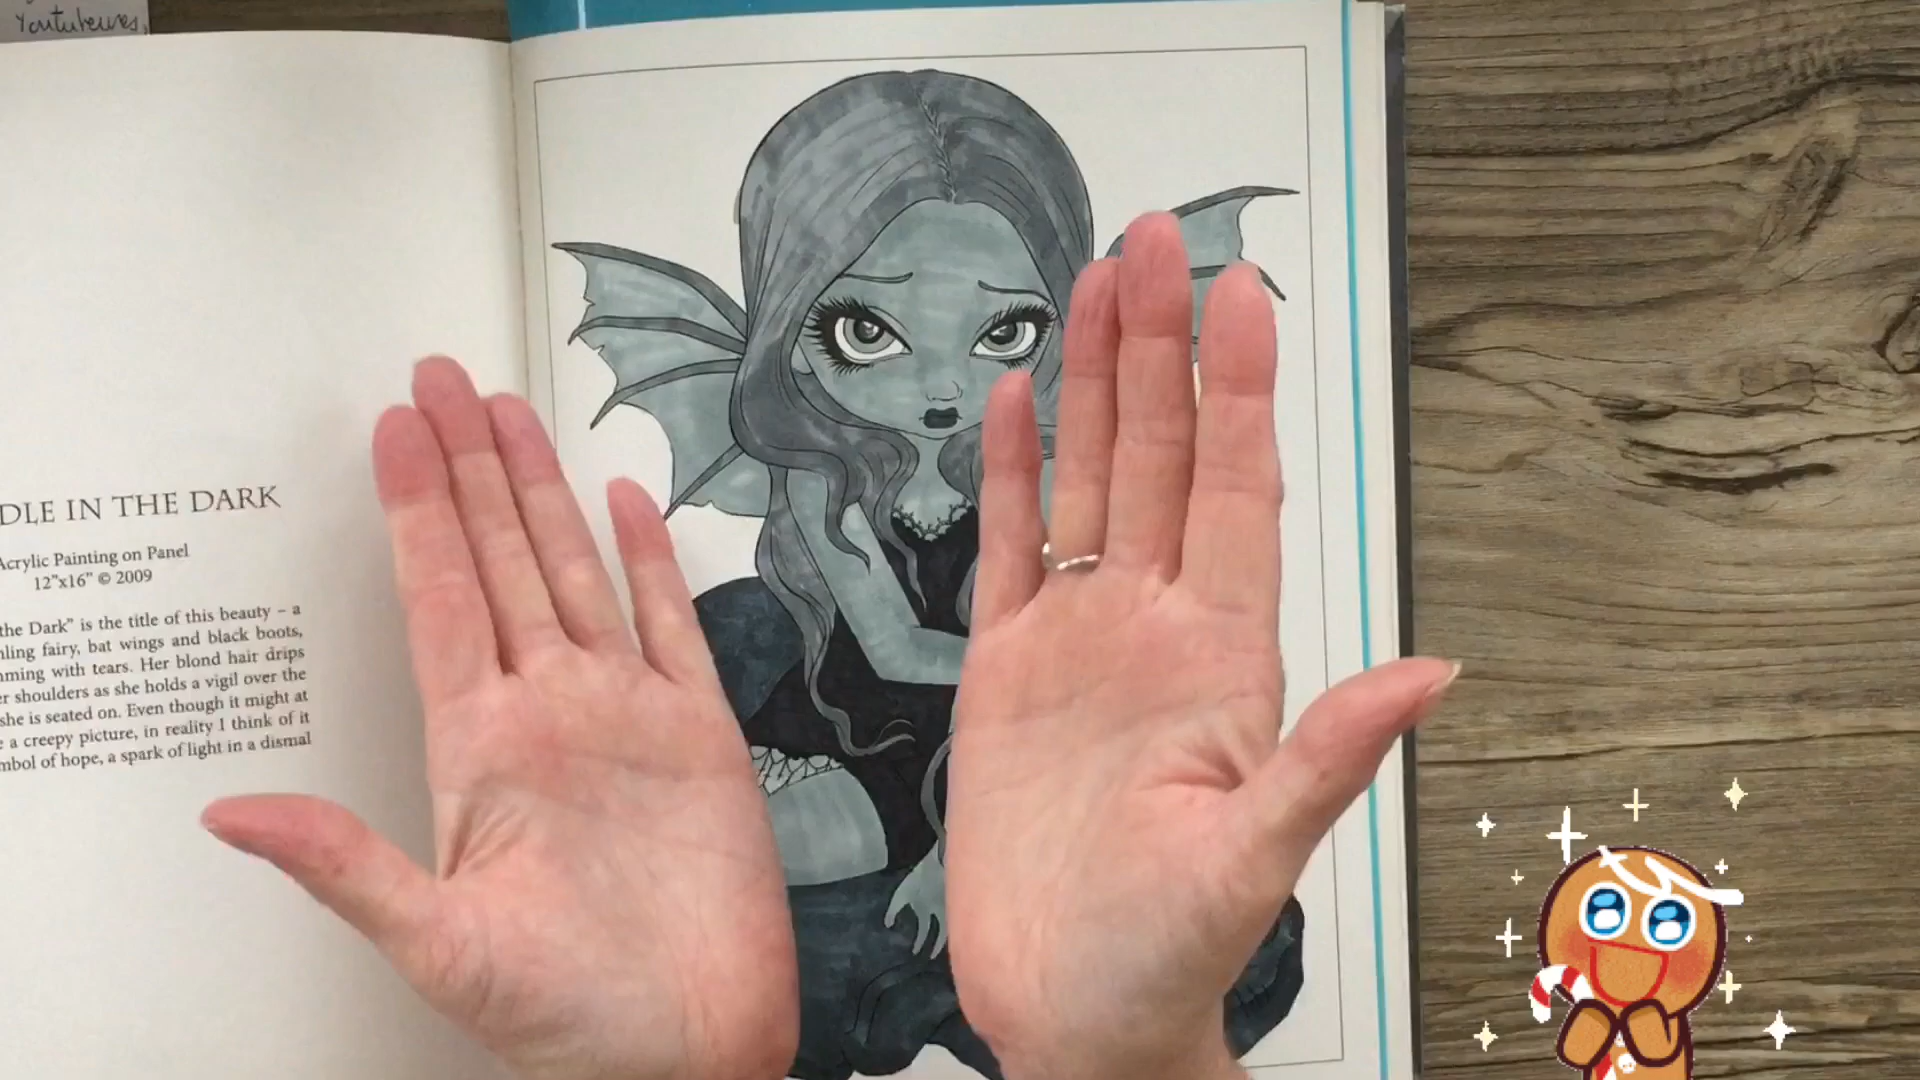 Youtubeuses,
DLE IN THE DARK
Acrylic Painting on Panel
12"x16" © 2009
the Dark" is the title of this beauty – a
ling fairy, bat wings and black boots,
ming with tears. Her blond hair drips
r shoulders as she holds a vigil over the
she is seated on. Even though it might at
e a creepy picture, in reality I think of it
mbol of hope, a spark of light in a dismal